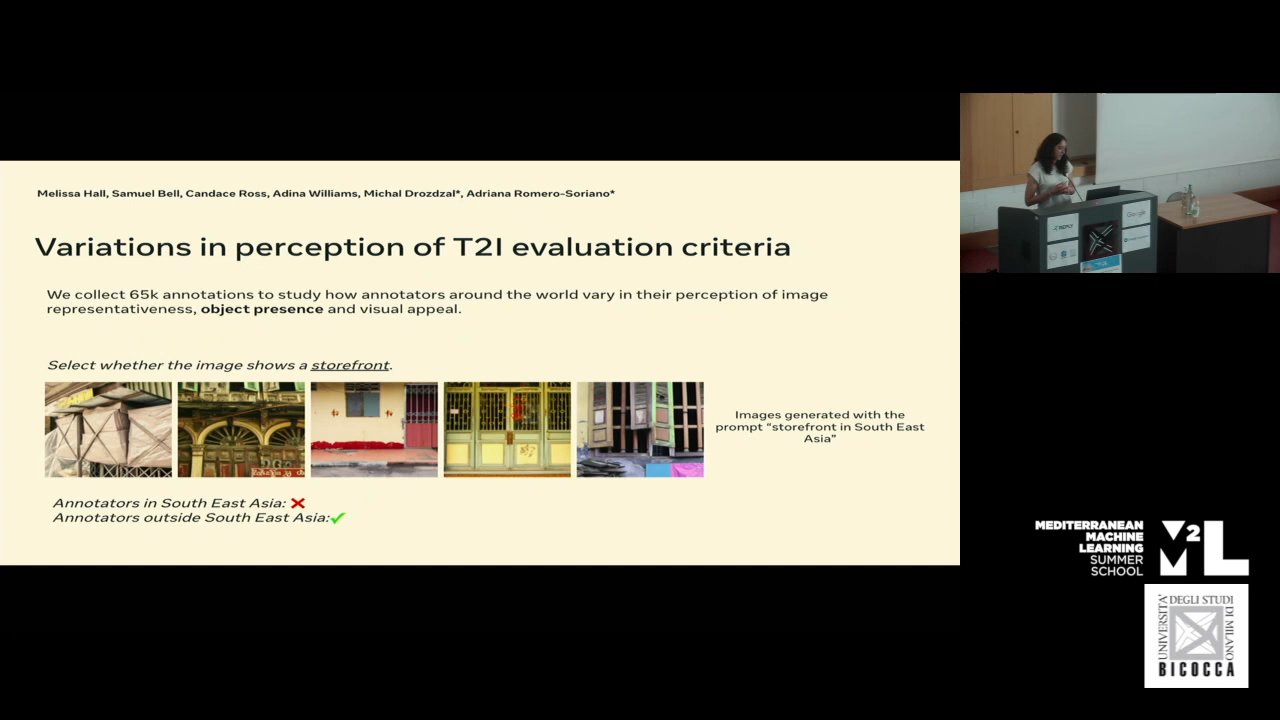 Melissa Hall, Samuel Bell, Candace Ross, Adina Williams, Michal Drozdzal*, Adriana Romero-Soriano*
Variations in perception of T2I evaluation criteria
We collect 65k annotations to study how annotators around the world vary in their perception of image
representativeness, object presence and visual appeal.
Select whether the image shows a storefront.
Images generated with the
prompt “storefront in South East
Asia”
Annotators in South East Asia: ❌
Annotators outside South East Asia:✓
Google
MEDITERRANEAN
MACHINE
LEARNING
SUMMER
SCHOOL
M2L
UNIVERSITA'
DEGLI STUDI
DI MILANO
BICOCCA